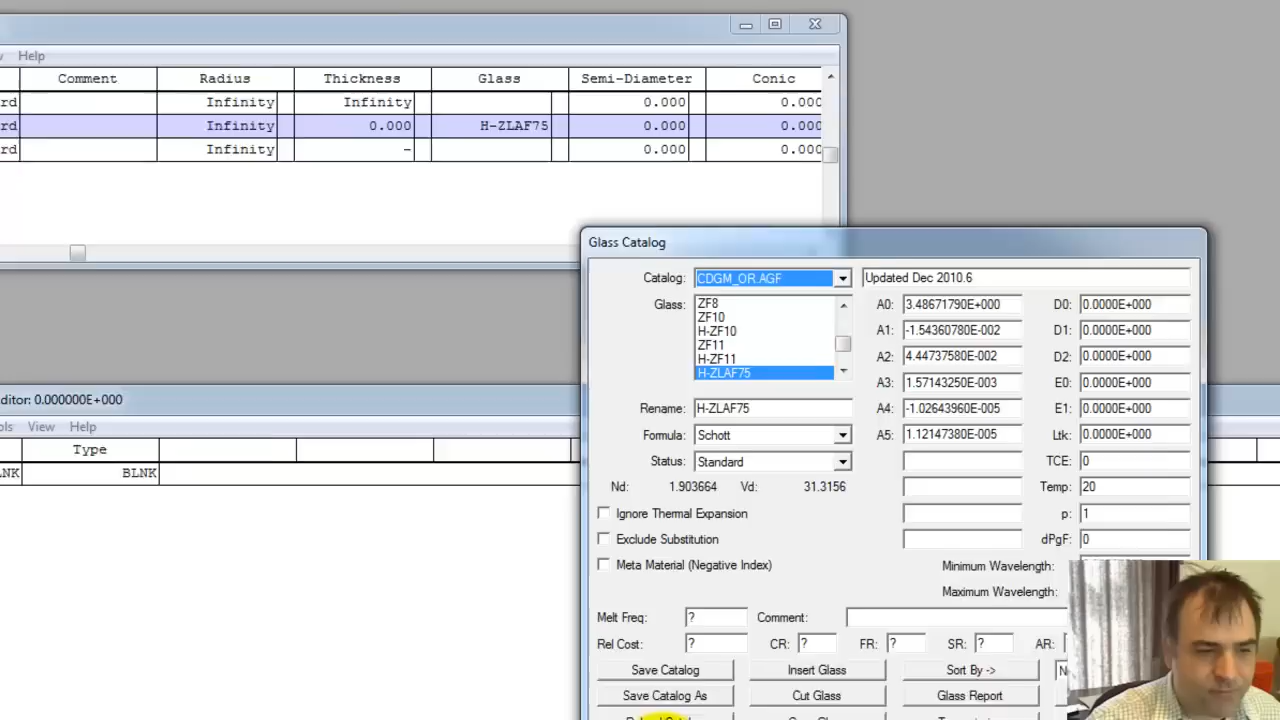 Help
Comment Radius Thickness Glass Semi-Diameter Conic
rd Infinity Infinity 0.000 0.000
rd Infinity 0.000 H-ZLAF75 0.000 0.000
rd Infinity - 0.000 0.000
Glass Catalog
Catalog: CDGM_OR.AGF Updated Dec 2010.6
Glass: ZF8 A0: 3.48671790E+000 D0: 0.0000E+000
ZF10
H-ZF10 A1: -1.54360780E-002 D1: 0.0000E+000
ZF11
H-ZF11 A2: 4.44737580E-002 D2: 0.0000E+000
H-ZLAF75
A3: 1.57143250E-003 E0: 0.0000E+000
Rename: H-ZLAF75 A4: -1.02643960E-005 E1: 0.0000E+000
Formula: Schott A5: 1.12147380E-005 Ltk: 0.0000E+000
Status: Standard TCE: 0
Nd: 1.903664 Vd: 31.3156 Temp: 20
Ignore Thermal Expansion p: 1
Exclude Substitution dPgF: 0
Meta Material (Negative Index) Minimum Wavelength:
Maximum Wavelength:
Melt Freq: ? Comment:
Rel Cost: ? CR: ? FR: ? SR: ? AR:
Save Catalog Insert Glass Sort By -> N
Save Catalog As Cut Glass Glass Report
ditor: 0.000000E+000
ols View Help
Type
NK BLNK